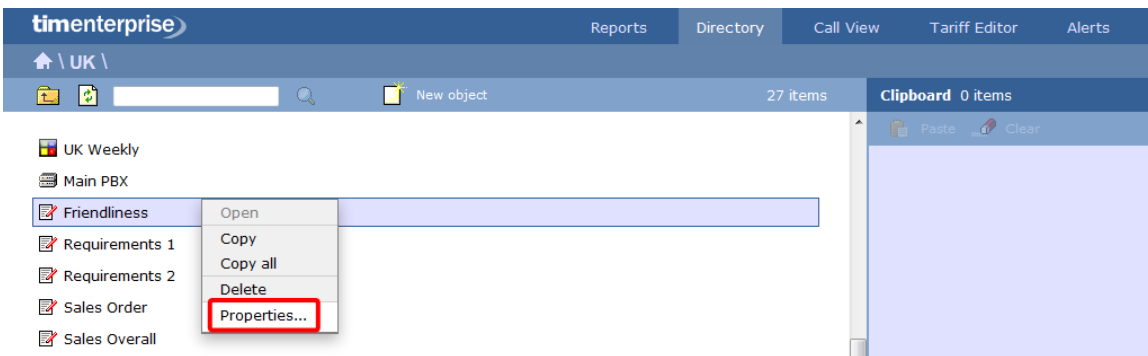 timenterprise
Reports Directory Call View Tariff Editor Alerts
\ UK \
New object 27 items Clipboard 0 items
Paste Clear
UK Weekly
Main PBX
Friendliness Open
Requirements 1 Copy
Copy all
Requirements 2
Delete
Sales Order Properties...
Sales Overall